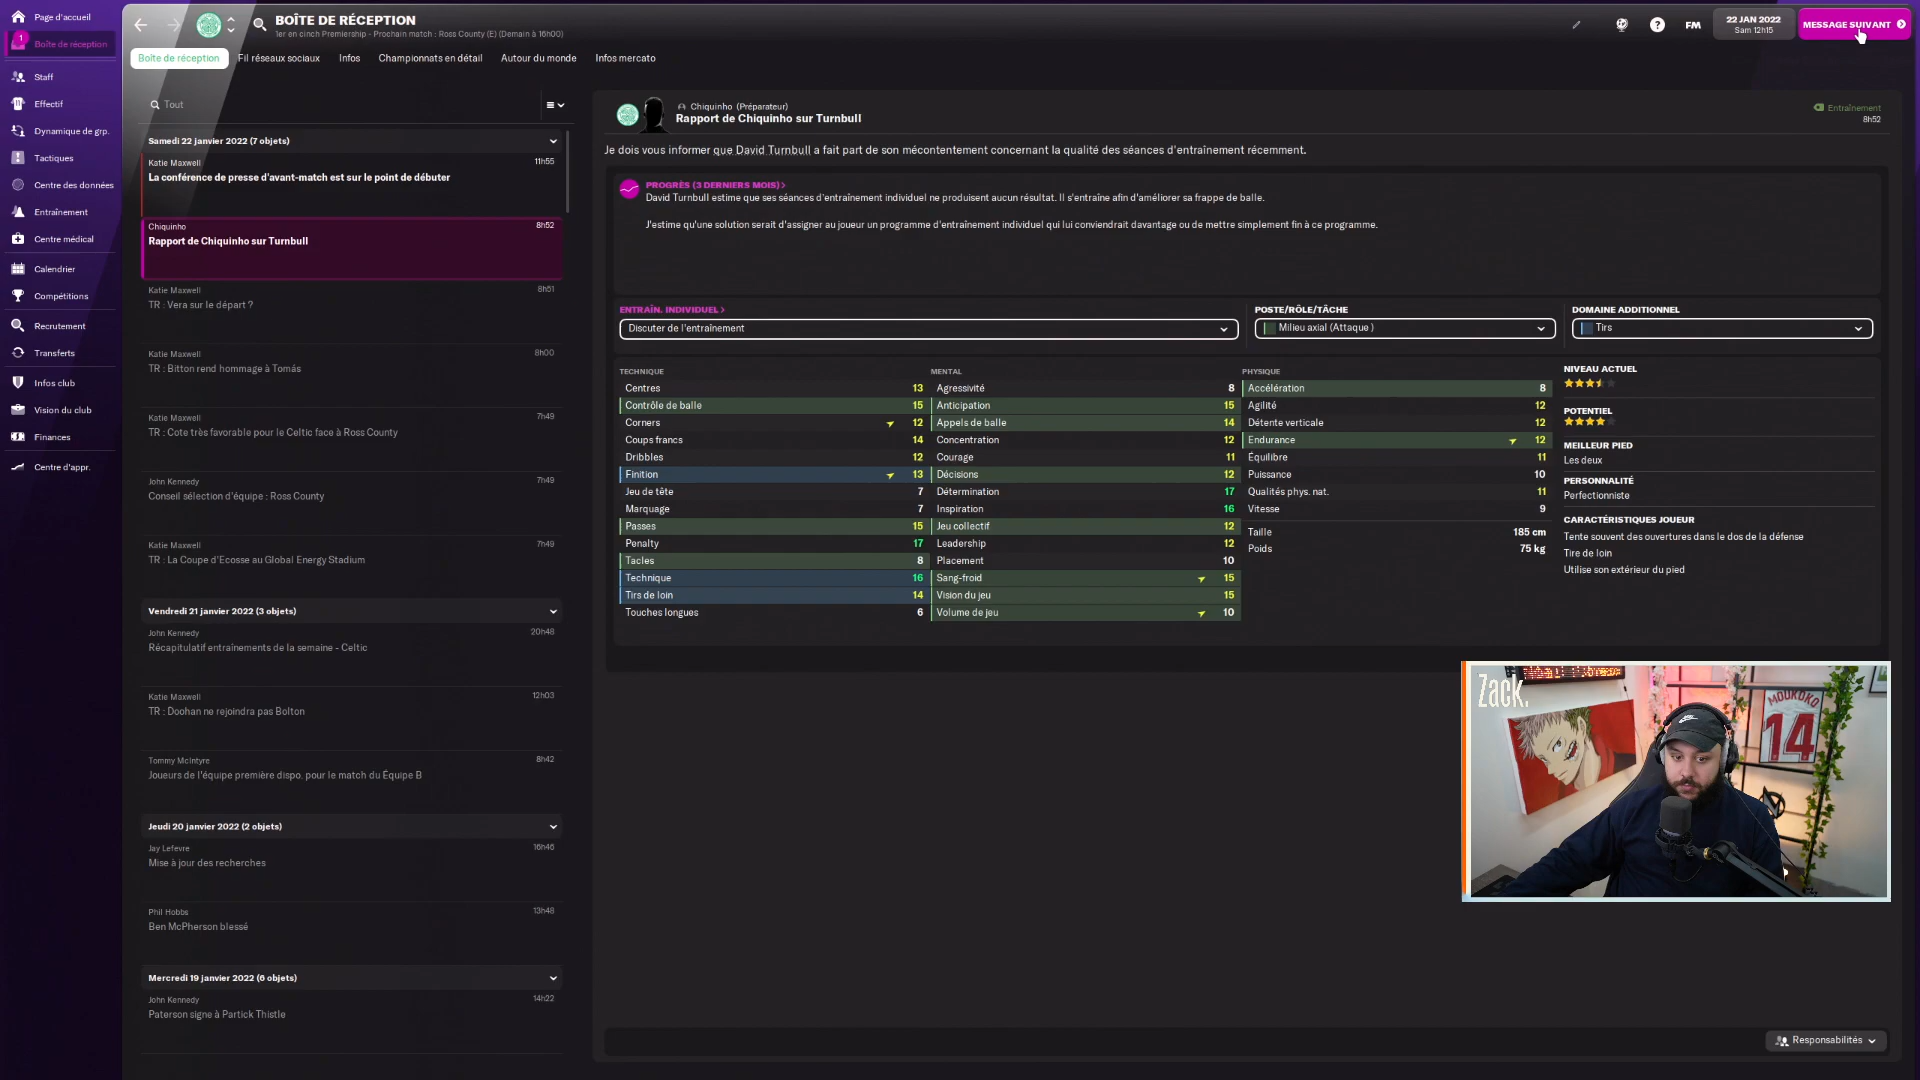 Page d'accueil
1
Boîte de réception
Staff
Effectif
Dynamique de grp.
Tactiques
Centre des données
Entraînement
Centre médical
Calendrier
Compétitions
Recrutement
Transferts
Infos club
Vision du club
Finances
Centre d'appr.
BOÎTE DE RÉCEPTION
1er en cinch Premiership - Prochain match : Ross County (E) (Demain à 16h00)
FM
22 JAN 2022
Sam 12h15
MESSAGE SUIVANT
Boîte de réception
Fil réseaux sociaux
Infos
Championnats en détail
Autour du monde
Infos mercato
Tout
Samedi 22 janvier 2022 (7 objets)
Katie Maxwell 11h55
La conférence de presse d'avant-match est sur le point de débuter
Chiquinho 8h52
Rapport de Chiquinho sur Turnbull
Katie Maxwell 8h51
TR : Vera sur le départ ?
Katie Maxwell 8h00
TR : Bitton rend hommage à Tomás
Katie Maxwell 7h49
TR : Cote très favorable pour le Celtic face à Ross County
John Kennedy 7h49
Conseil sélection d'équipe : Ross County
Katie Maxwell 7h49
TR : La Coupe d'Ecosse au Global Energy Stadium
Vendredi 21 janvier 2022 (3 objets)
John Kennedy 20h48
Récapitulatif entraînements de la semaine - Celtic
Katie Maxwell 12h03
TR : Doohan ne rejoindra pas Bolton
Tommy McIntyre 8h42
Joueurs de l'équipe première dispo. pour le match du Équipe B
Jeudi 20 janvier 2022 (2 objets)
Jay Lefevre 16h46
Mise à jour des recherches
Phil Hobbs 13h48
Ben McPherson blessé
Mercredi 19 janvier 2022 (6 objets)
John Kennedy 14h22
Paterson signe à Partick Thistle
Chiquinho (Préparateur)
Rapport de Chiquinho sur Turnbull
Entraînement
8h52
Je dois vous informer que David Turnbull a fait part de son mécontentement concernant la qualité des séances d'entraînement récemment.
PROGRÈS (3 DERNIERS MOIS)
David Turnbull estime que ses séances d'entraînement individuel ne produisent aucun résultat. Il s'entraîne afin d'améliorer sa frappe de balle.
J'estime qu'une solution serait d'assigner au joueur un programme d'entraînement individuel qui lui conviendrait davantage ou de mettre simplement fin à ce programme.
ENTRAÎN. INDIVIDUEL
Discuter de l'entraînement
POSTE/RÔLE/TÂCHE
Milieu axial (Attaque )
DOMAINE ADDITIONNEL
Tirs
TECHNIQUE
Centres 13
Contrôle de balle 15
Corners 12
Coups francs 14
Dribbles 12
Finition 13
Jeu de tête 7
Marquage 7
Passes 15
Penalty 17
Tacles 8
Technique 16
Tirs de loin 14
Touches longues 6
MENTAL
Agressivité 8
Anticipation 15
Appels de balle 14
Concentration 12
Courage 11
Décisions 12
Détermination 17
Inspiration 16
Jeu collectif 12
Leadership 12
Placement 10
Sang-froid 15
Vision du jeu 15
Volume de jeu 10
PHYSIQUE
Accélération 8
Agilité 12
Détente verticale 12
Endurance 12
Équilibre 11
Puissance 10
Qualités phys. nat. 11
Vitesse 9
Taille 185 cm
Poids 75 kg
NIVEAU ACTUEL
POTENTIEL
MEILLEUR PIED
Les deux
PERSONNALITÉ
Perfectionniste
CARACTÉRISTIQUES JOUEUR
Tente souvent des ouvertures dans le dos de la défense
Tire de loin
Utilise son extérieur du pied
Zack.
MOUKOKO
14
Responsabilités